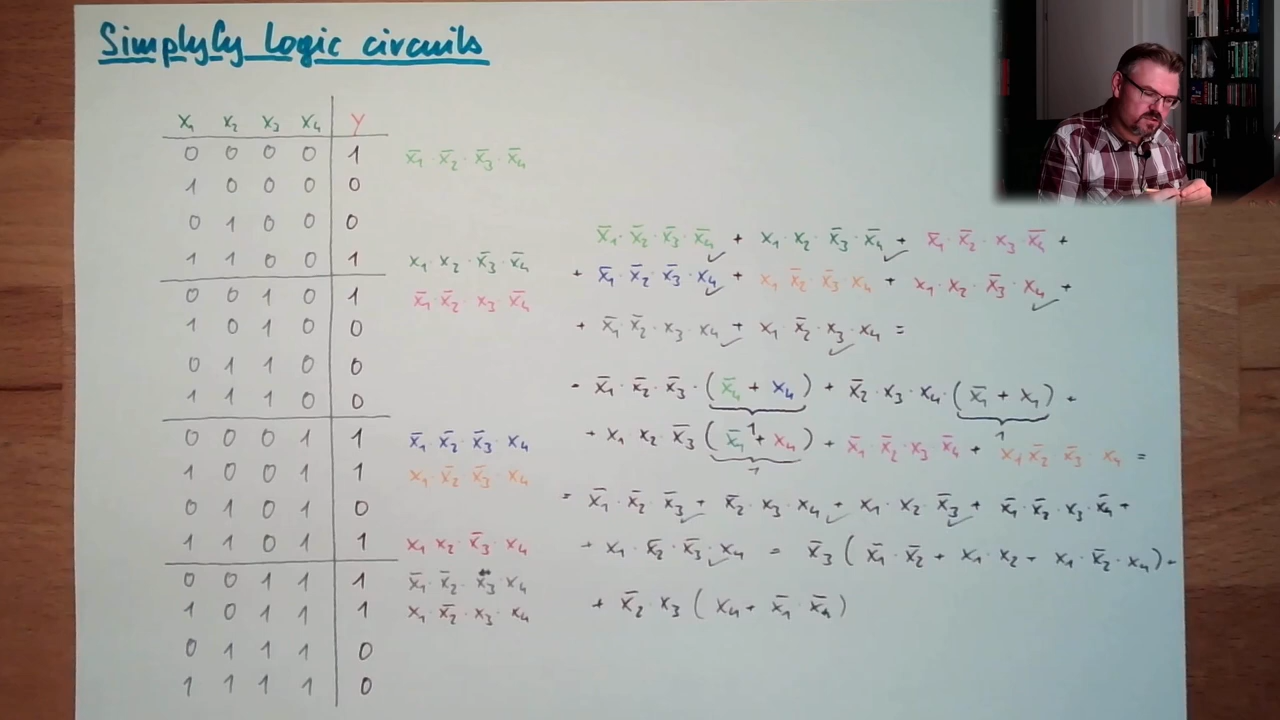 Simplyfy logic circuits
x₁ x₂ x₃ x₄ Y
0 0 0 0 1 x̄₁ · x̄₂ · x̄₃ · x̄₄
1 0 0 0 0
0 1 0 0 0
1 1 0 0 1 x₁ · x₂ · x̄₃ · x̄₄
0 0 1 0 1 x̄₁ · x̄₂ · x₃ · x̄₄
1 0 1 0 0
0 1 1 0 0
1 1 1 0 0
0 0 0 1 1 x̄₁ · x̄₂ · x̄₃ · x₄
1 0 0 1 1 x₁ · x̄₂ · x̄₃ · x₄
0 1 0 1 0
1 1 0 1 1 x₁ x₂ · x̄₃ · x₄
0 0 1 1 1 x̄₁ · x̄₂ · x₃ · x₄
1 0 1 1 1 x₁ · x̄₂ · x₃ · x₄
0 1 1 1 0
1 1 1 1 0
x̄₁ · x̄₂ · x̄₃ · x̄₄ + x₁ · x₂ · x̄₃ · x̄₄ + x̄₁ · x̄₂ · x₃ · x̄₄ +
+ x̄₁ · x̄₂ · x̄₃ · x₄ + x₁ · x̄₂ · x̄₃ · x₄ + x₁ · x₂ · x̄₃ · x₄ +
+ x̄₁ · x̄₂ · x₃ · x₄ + x₁ · x̄₂ · x₃ · x₄ =
= x̄₁ · x̄₂ · x̄₃ · (x̄₄ + x₄) + x̄₂ · x₃ · x₄ · (x̄₁ + x₁) +
1 1
+ x₁ x₂ x̄₃ (x̄₄ + x₄) + x̄₁ · x̄₂ · x₃ · x̄₄ + x₁ x̄₂ · x̄₃ · x₄ =
1
= x̄₁ · x̄₂ · x̄₃ + x̄₂ · x₃ · x₄ + x₁ · x₂ · x̄₃ + x̄₁ · x̄₂ · x₃ · x̄₄ +
+ x₁ · x̄₂ · x̄₃ · x₄ = x̄₃ ( x̄₁ · x̄₂ + x₁ · x₂ + x₁ · x̄₂ · x₄ ) +
+ x̄₂ · x₃ ( x₄ + x̄₁ · x̄₄ )